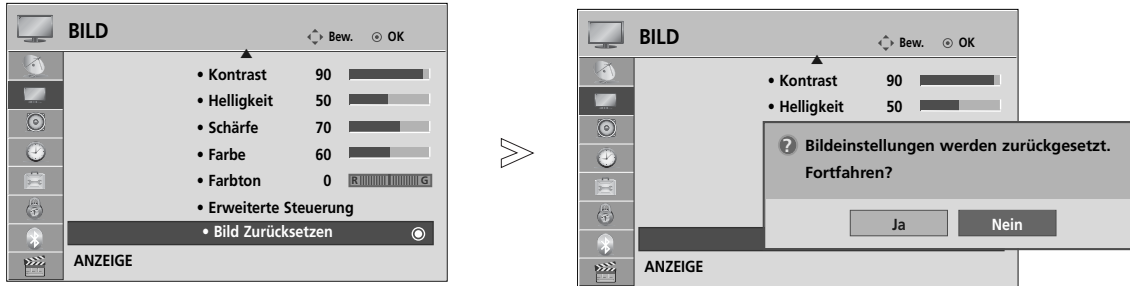 BILD
Bew. OK
• Kontrast 90
• Helligkeit 50
• Schärfe 70
• Farbe 60
• Farbton 0 R G
• Erweiterte Steuerung
• Bild Zurücksetzen
ANZEIGE
BILD
Bew. OK
• Kontrast 90
• Helligkeit 50
? Bildeinstellungen werden zurückgesetzt.
Fortfahren?
Ja Nein
ANZEIGE